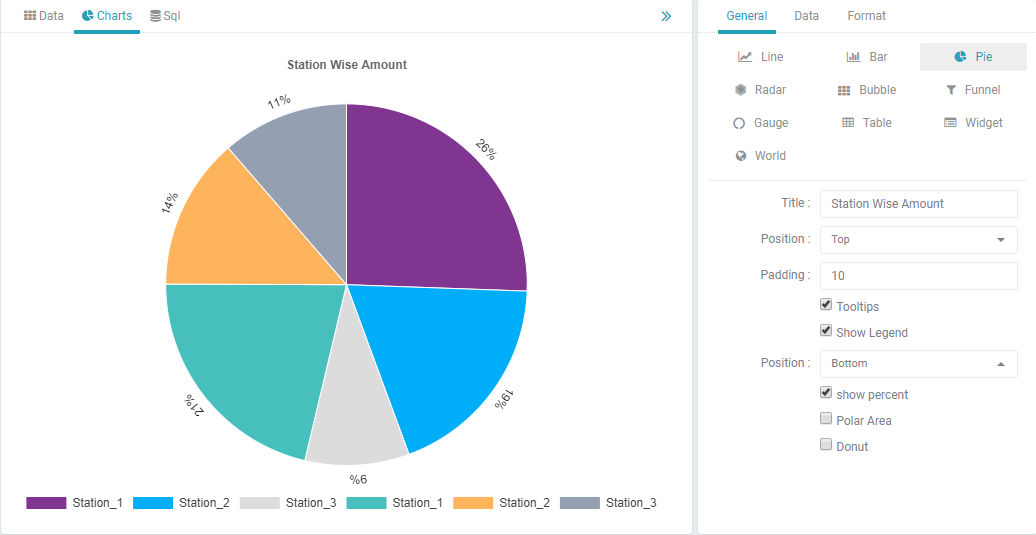 Data Charts Sql
Station Wise Amount
11%
26%
14%
21%
19%
9%
Station_1 Station_2 Station_3 Station_1 Station_2 Station_3
General Data Format
Line Bar Pie
Radar Bubble Funnel
Gauge Table Widget
World
Title : Station Wise Amount
Position : Top
Padding : 10
Tooltips
Show Legend
Position : Bottom
show percent
Polar Area
Donut